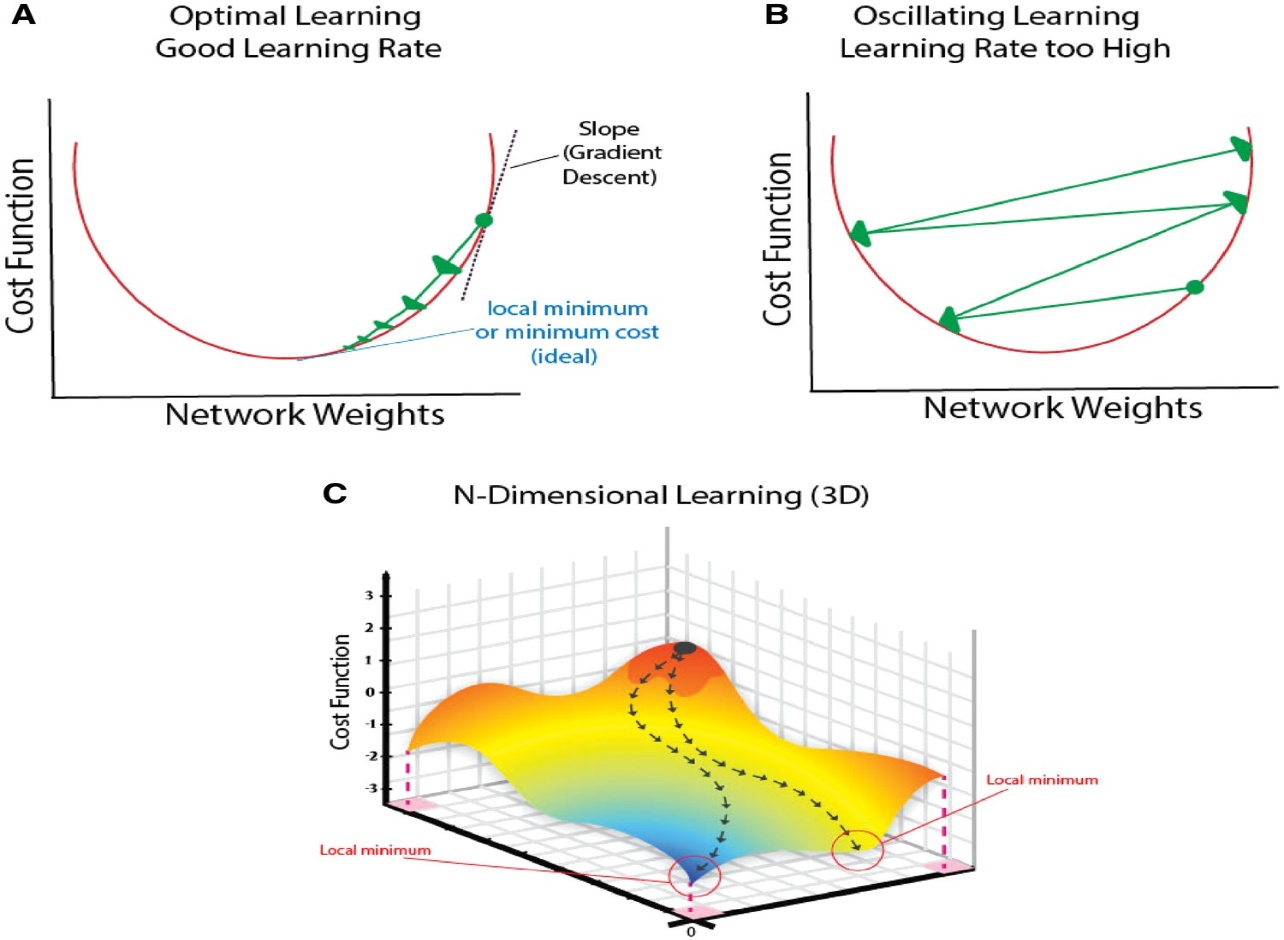 A
Optimal Learning
Good Learning Rate
Cost Function
Slope
(Gradient
Descent)
local minimum
or minimum cost
(ideal)
Network Weights
B
Oscillating Learning
Learning Rate too High
Cost Function
Network Weights
C
N-Dimensional Learning (3D)
Cost Function
3
2
1
0
-1
-2
-3
Local minimum
Local minimum
0